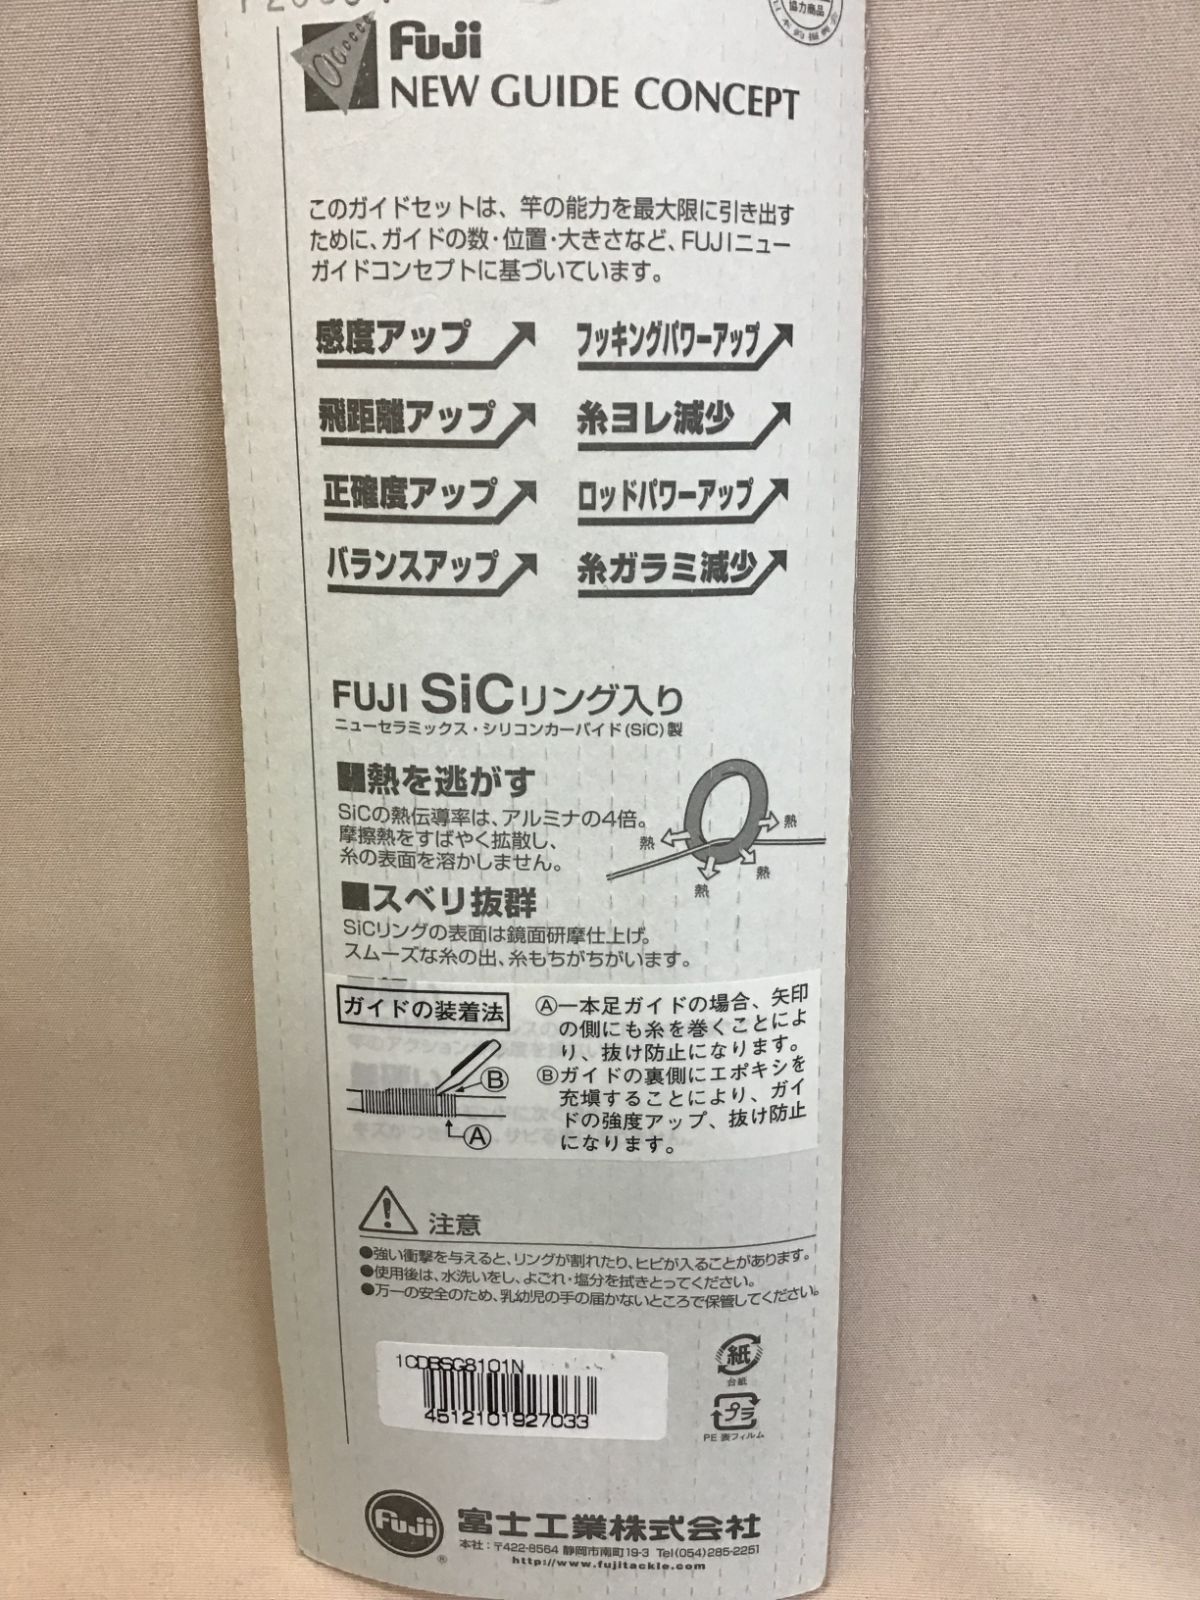 協力商品
Fuji
NEW GUIDE CONCEPT
このガイドセットは、竿の能力を最大限に引き出す
ために、ガイドの数・位置・大きさなど、FUJIニュー
ガイドコンセプトに基づいています。
感度アップ
フッキングパワーアップ
飛距離アップ
糸ヨレ減少
正確度アップ
ロッドパワーアップ
バランスアップ
糸ガラミ減少
FUJI SiCリング入り
ニューセラミックス・シリコンカーバイド(SiC)製
■熱を逃がす
SiCの熱伝導率は、アルミナの4倍。
摩擦熱をすばやく拡散し、
糸の表面を溶かしません。
熱
熱
熱
熱
■スベリ抜群
SiCリングの表面は鏡面研摩仕上げ。
スムーズな糸の出、糸もちがちがいます。
ガイドの装着法
Ⓑ
Ⓐ
Ⓐ一本足ガイドの場合、矢印
の側にも糸を巻くことによ
り、抜け防止になります。
Ⓑガイドの裏側にエポキシを
充填することにより、ガイ
ドの強度アップ、抜け防止
になります。
注意
●強い衝撃を与えると、リングが割れたり、ヒビが入ることがあります。
●使用後は、水洗いをし、よごれ・塩分を拭きとってください。
●万一の安全のため、乳幼児の手の届かないところで保管してください。
1CDBSG8101N
4512101927033
紙
台紙
プラ
PE 表フィルム
Fuji
®
富士工業株式会社
本社:〒422-8564 静岡市南町19-3 Tel(054)285-2251
http://www.fujitackle.com